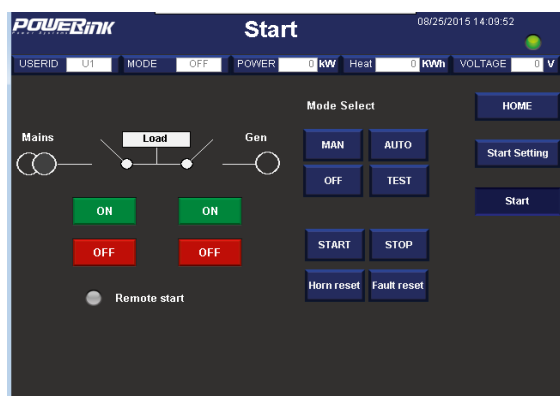 POWERLINK
Power Systems
Start
08/25/2015 14:09:52
USERID U1 MODE OFF POWER 0 kW Heat 0 KWh VOLTAGE 0 V
Mode Select
HOME
Mains Load Gen
MAN AUTO
Start Setting
OFF TEST
Start
ON ON
OFF OFF
START STOP
Remote start
Horn reset Fault reset